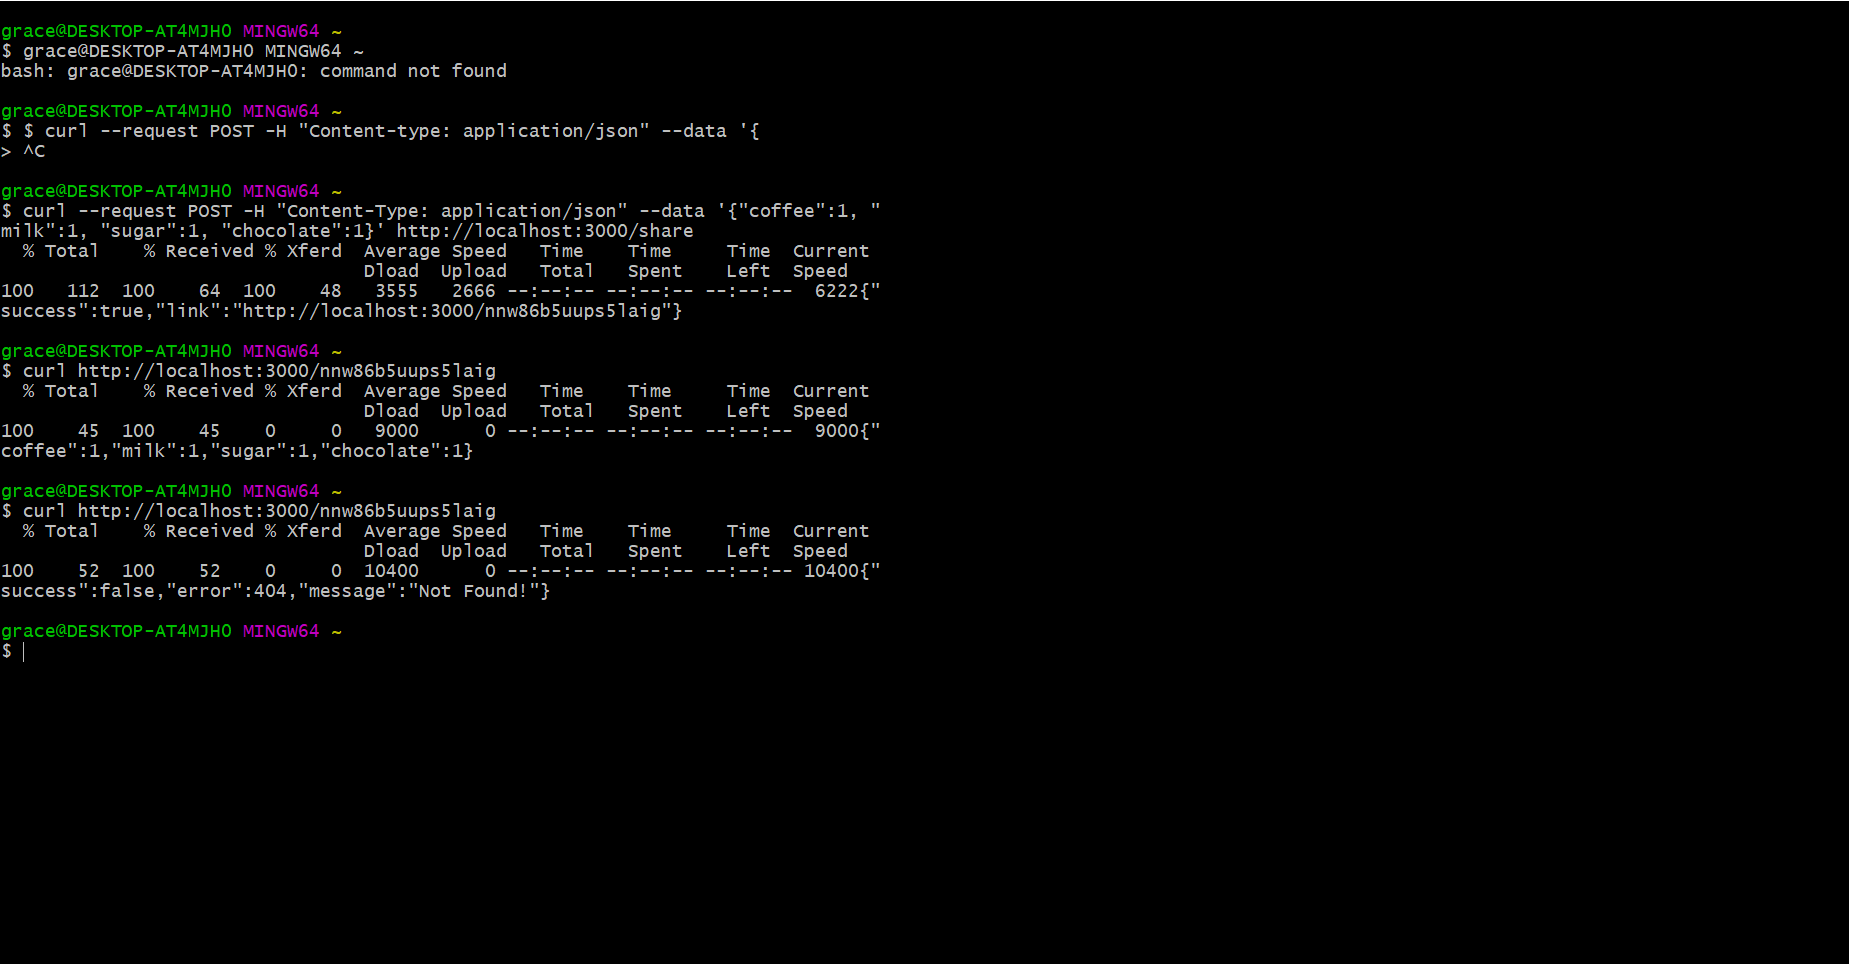 grace@DESKTOP-AT4MJH0 MINGW64 ~
$ grace@DESKTOP-AT4MJH0 MINGW64 ~
bash: grace@DESKTOP-AT4MJH0: command not found
grace@DESKTOP-AT4MJH0 MINGW64 ~
$ $ curl --request POST -H "Content-type: application/json" --data '{
> ^C
grace@DESKTOP-AT4MJH0 MINGW64 ~
$ curl --request POST -H "Content-Type: application/json" --data '{"coffee":1, "
milk":1, "sugar":1, "chocolate":1}' http://localhost:3000/share
  % Total    % Received % Xferd  Average Speed   Time    Time     Time  Current
                                 Dload  Upload   Total   Spent    Left  Speed
100   112  100    64  100    48   3555   2666 --:--:-- --:--:-- --:--:--  6222{"
success":true,"link":"http://localhost:3000/nnw86b5uups5laig"}
grace@DESKTOP-AT4MJH0 MINGW64 ~
$ curl http://localhost:3000/nnw86b5uups5laig
  % Total    % Received % Xferd  Average Speed   Time    Time     Time  Current
                                 Dload  Upload   Total   Spent    Left  Speed
100    45  100    45    0     0   9000      0 --:--:-- --:--:-- --:--:--  9000{"
coffee":1,"milk":1,"sugar":1,"chocolate":1}
grace@DESKTOP-AT4MJH0 MINGW64 ~
$ curl http://localhost:3000/nnw86b5uups5laig
  % Total    % Received % Xferd  Average Speed   Time    Time     Time  Current
                                 Dload  Upload   Total   Spent    Left  Speed
100    52  100    52    0     0  10400      0 --:--:-- --:--:-- --:--:-- 10400{"
success":false,"error":404,"message":"Not Found!"}
grace@DESKTOP-AT4MJH0 MINGW64 ~
$